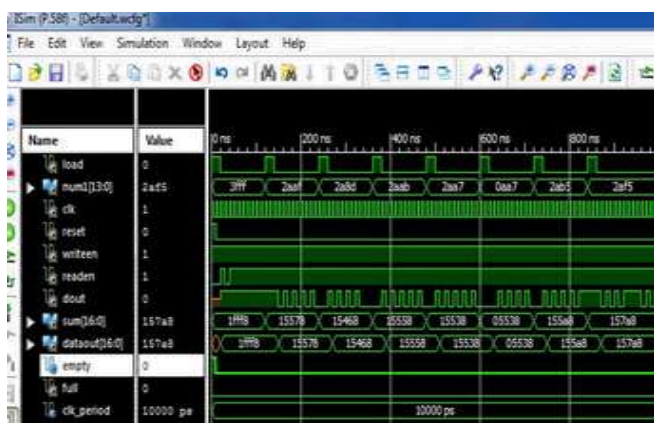 ISim (P.58f) - [Default.wcfg*]
File Edit View Simulation Window Layout Help
Name Value 0 ns 200 ns 400 ns 600 ns 800 ns
load 0
num1[13:0] 2af5 3fff 2aaf 2a8d 2aab 2aa7 0aa7 2ab5 2af5
clk 1
reset 0
writeen 1
readen 1
dout 0
sum[16:0] 157a8 1fff8 15578 15468 15558 15538 05538 155a8 157a8
dataout[16:0] 157a8 1fff8 15578 15468 15558 15538 05538 155a8 157a8
empty 0
full 0
clk_period 10000 ps 10000 ps